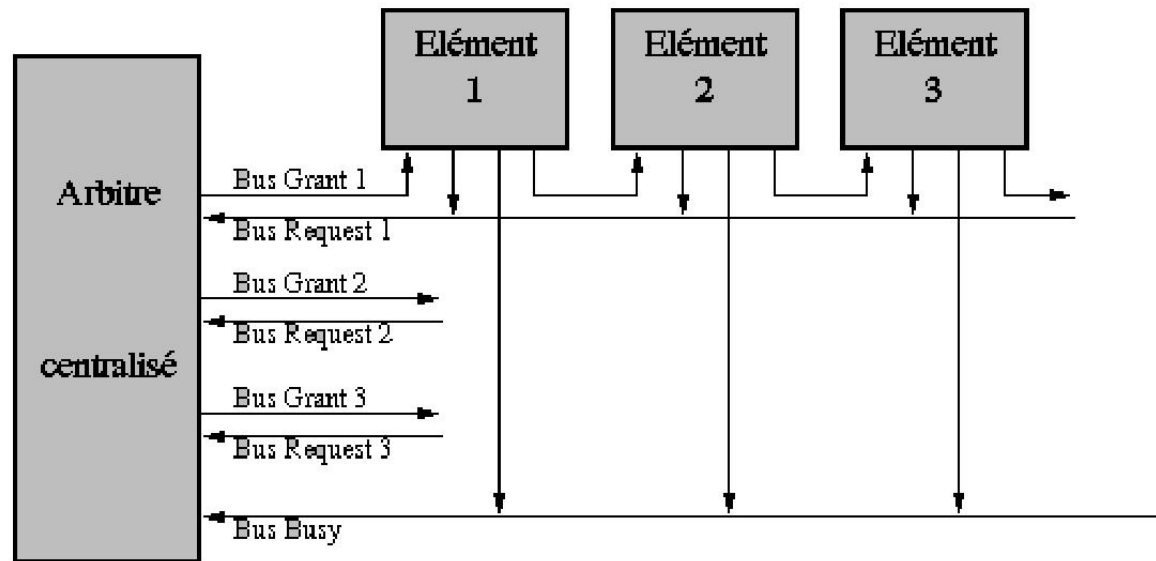 Elément
1
Elément
2
Elément
3
Arbitre
centralisé
Bus Grant 1
Bus Request 1
Bus Grant 2
Bus Request 2
Bus Grant 3
Bus Request 3
Bus Busy